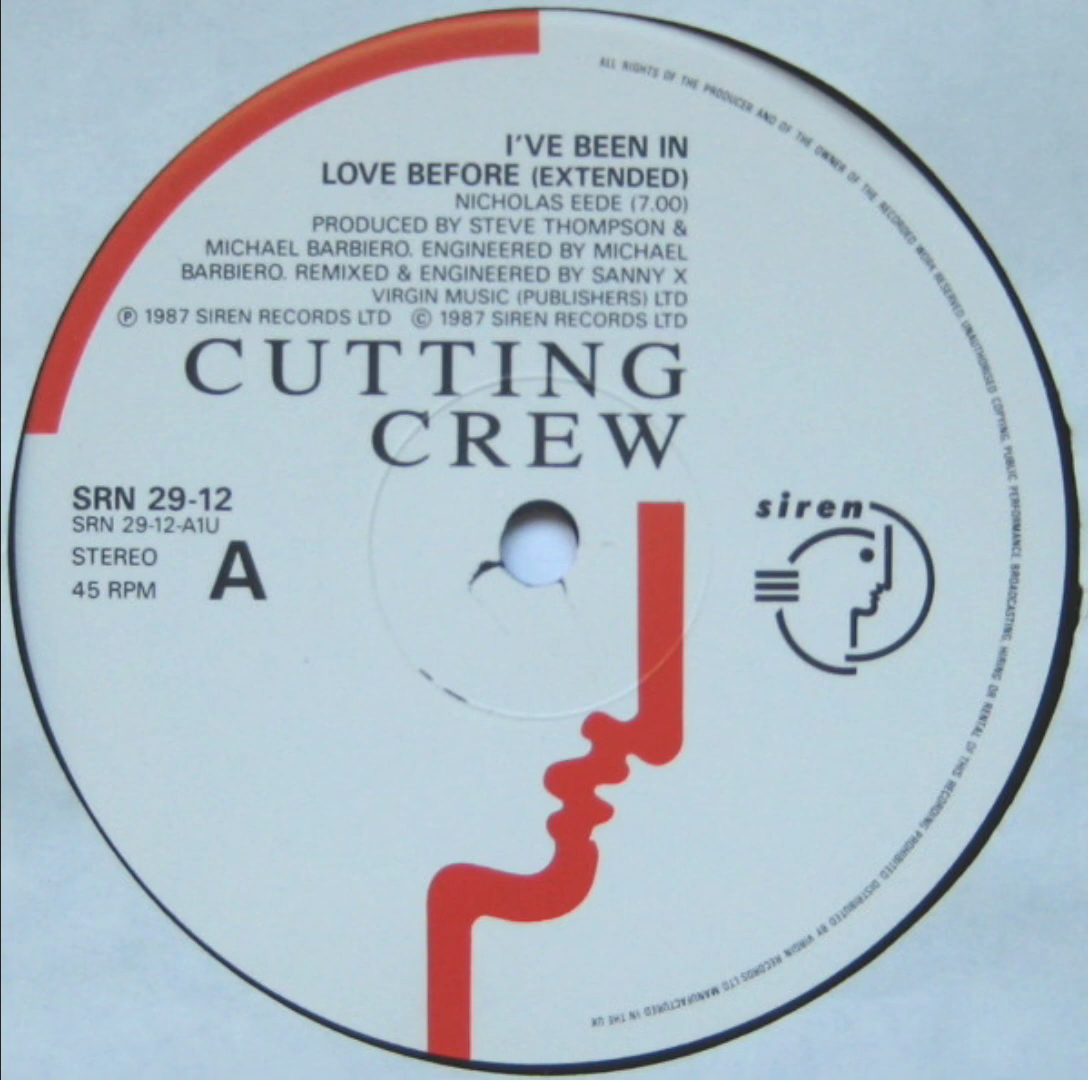 I'VE BEEN IN
LOVE BEFORE (EXTENDED)
NICHOLAS EEDE (7.00)
PRODUCED BY STEVE THOMPSON &
MICHAEL BARBIERO. ENGINEERED BY MICHAEL
BARBIERO. REMIXED & ENGINEERED BY SANNY X
VIRGIN MUSIC (PUBLISHERS) LTD
℗ 1987 SIREN RECORDS LTD © 1987 SIREN RECORDS LTD
CUTTING
CREW
SRN 29-12
SRN 29-12-A1U
STEREO
45 RPM
A
siren
ALL RIGHTS OF THE PRODUCER AND OF THE OWNER OF THE RECORDED WORK RESERVED. UNAUTHORISED COPYING, PUBLIC PERFORMANCE, BROADCASTING, HIRING OR RENTAL OF THIS RECORDING PROHIBITED. DISTRIBUTED BY VIRGIN RECORDS LTD MANUFACTURED IN THE UK